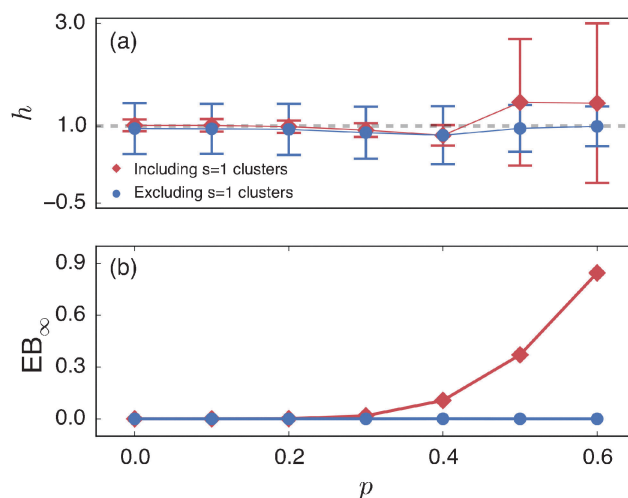 3.0
(a)
h
1.0
Including s=1 clusters
Excluding s=1 clusters
−0.5
0.9
(b)
0.6
EB∞
0.3
0.0
0.0 0.2 0.4 0.6
p